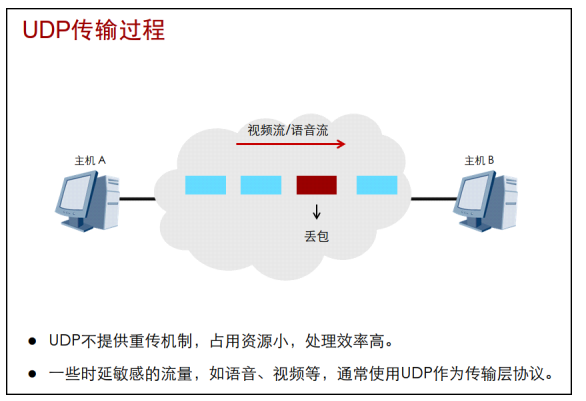 UDP传输过程
视频流/语音流
主机 A
主机 B
丢包
● UDP不提供重传机制，占用资源小，处理效率高。
● 一些时延敏感的流量，如语音、视频等，通常使用UDP作为传输层协议。